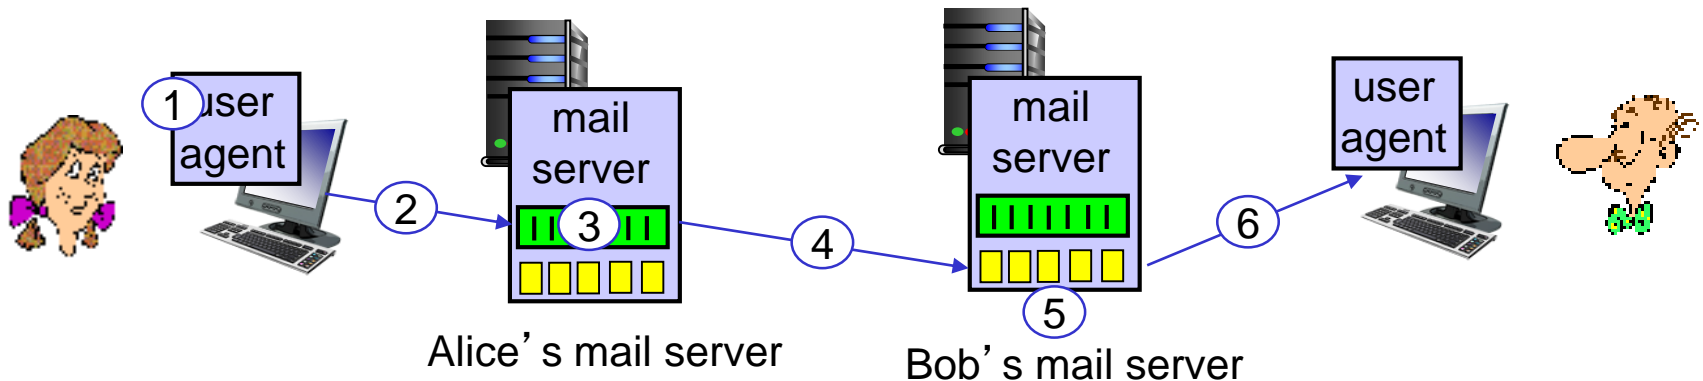 1 user
agent
2
mail
server
3
Alice’s mail server
4
mail
server
5
Bob’s mail server
6
user
agent